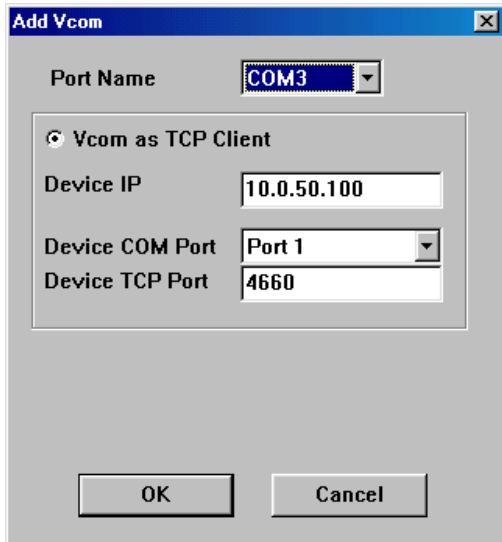 Add Vcom
Port Name COM3
Vcom as TCP Client
Device IP 10.0.50.100
Device COM Port Port 1
Device TCP Port 4660
OK Cancel